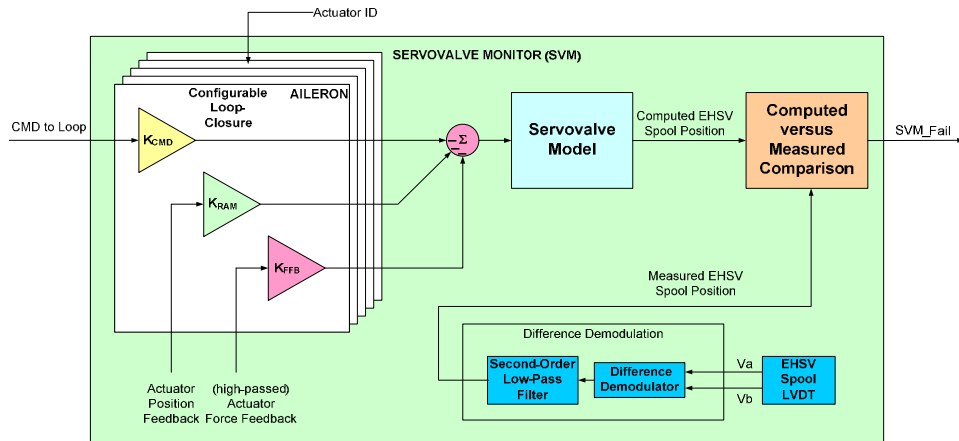 Actuator ID
SERVOVALVE MONITOR (SVM)
Configurable
Loop-
Closure
AILERON
CMD to Loop
KCMD
KRAM
KFFB
Σ
Servovalve
Model
Computed EHSV
Spool Position
Computed
versus
Measured
Comparison
SVM_Fail
Measured EHSV
Spool Position
Difference Demodulation
Second-Order
Low-Pass
Filter
Difference
Demodulator
Va
Vb
EHSV
Spool
LVDT
Actuator
Position
Feedback
(high-passed)
Actuator
Force Feedback